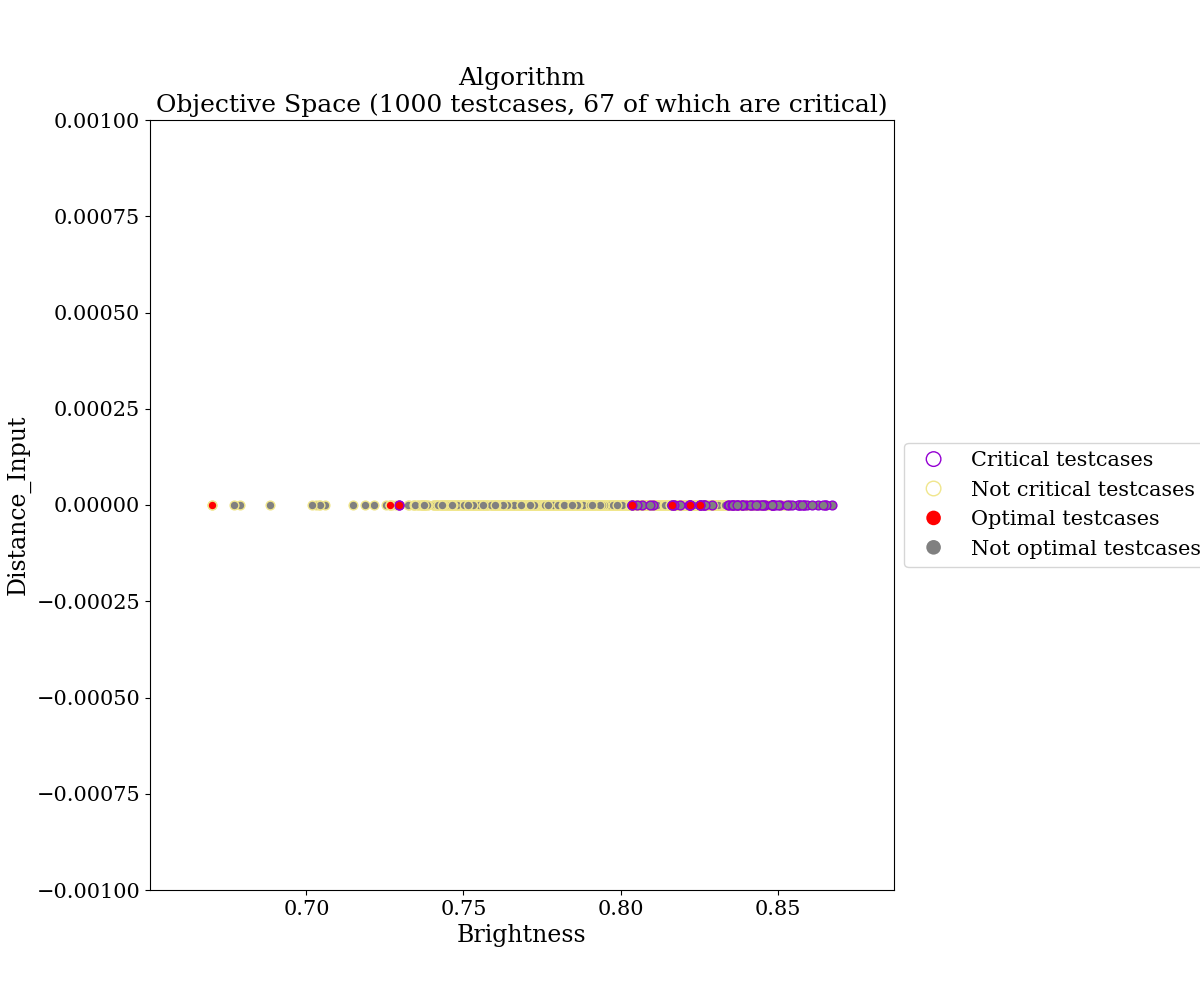 Algorithm
Objective Space (1000 testcases, 67 of which are critical)
0.00100
0.00075
0.00050
0.00025
0.00000
−0.00025
−0.00050
−0.00075
−0.00100
Distance_Input
0.70
0.75
0.80
0.85
Brightness
Critical testcases
Not critical testcases
Optimal testcases
Not optimal testcases